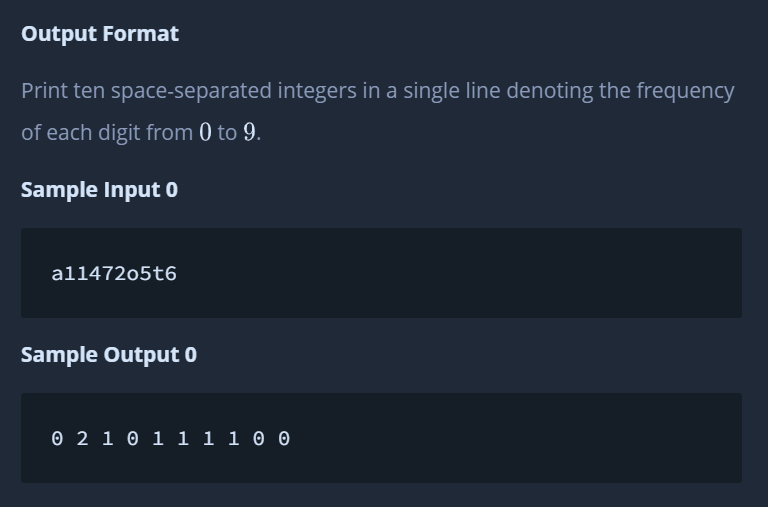 Output Format
Print ten space-separated integers in a single line denoting the frequency
of each digit from 0 to 9.
Sample Input 0
a11472o5t6
Sample Output 0
0 2 1 0 1 1 1 1 0 0